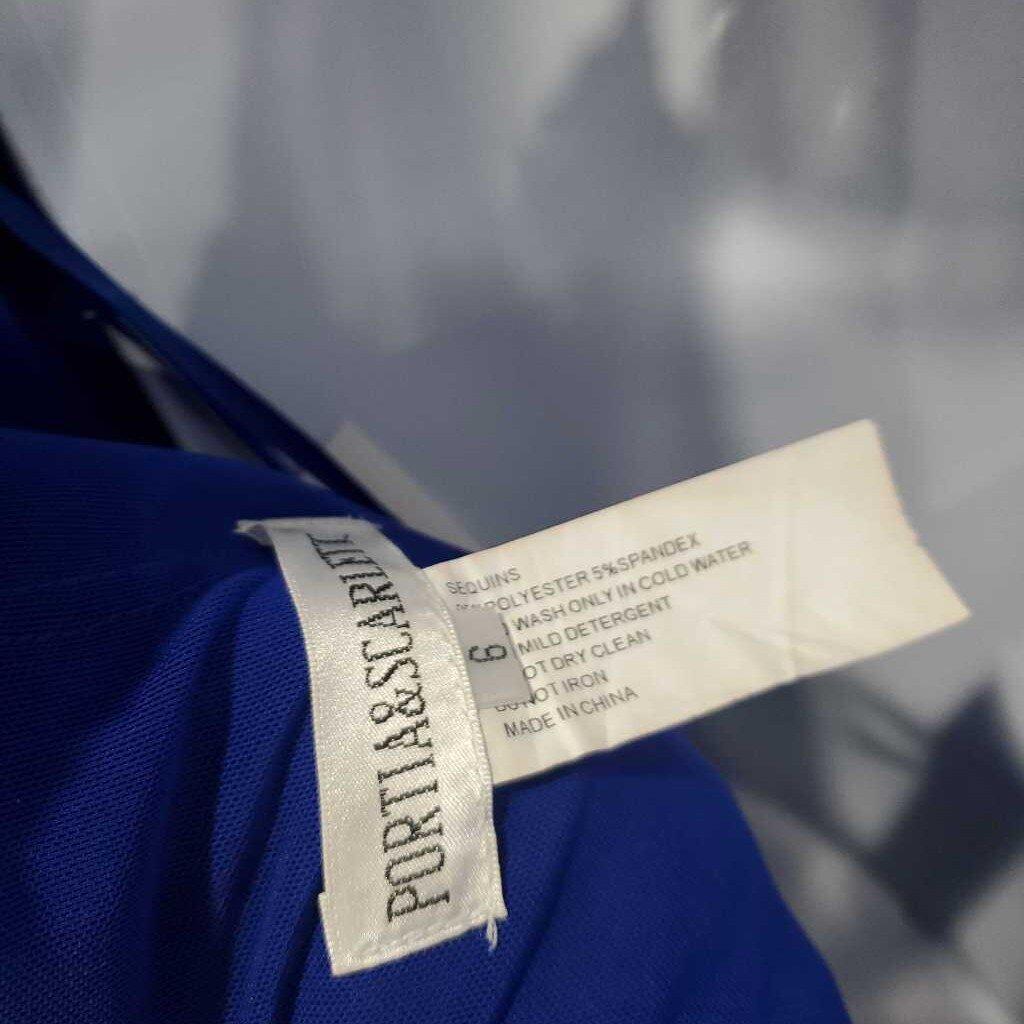 PORTIA&SCARLETT
6
SEQUINS
POLYESTER 5%SPANDEX
WASH ONLY IN COLD WATER
MILD DETERGENT
OT DRY CLEAN
NOT IRON
MADE IN CHINA